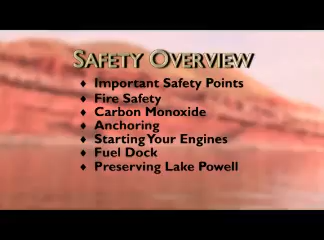 SAFETY OVERVIEW
♦ Important Safety Points
♦ Fire Safety
♦ Carbon Monoxide
♦ Anchoring
♦ Starting Your Engines
♦ Fuel Dock
♦ Preserving Lake Powell